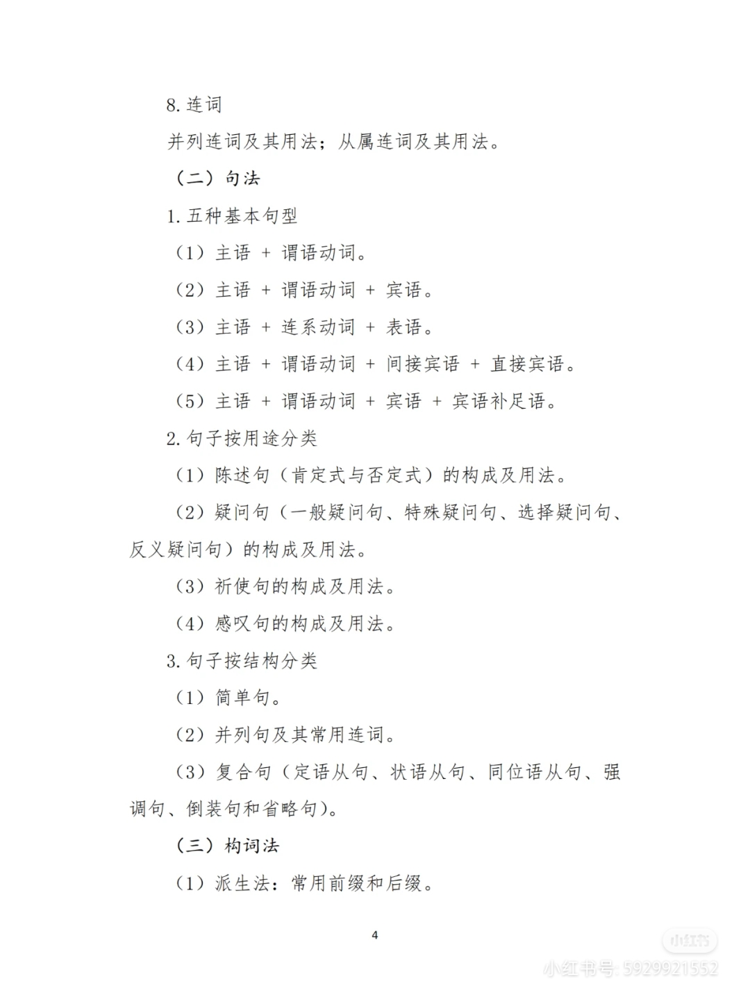 8.连词
并列连词及其用法；从属连词及其用法。
（二）句法
1.五种基本句型
（1）主语 + 谓语动词。
（2）主语 + 谓语动词 + 宾语。
（3）主语 + 连系动词 + 表语。
（4）主语 + 谓语动词 + 间接宾语 + 直接宾语。
（5）主语 + 谓语动词 + 宾语 + 宾语补足语。
2.句子按用途分类
（1）陈述句（肯定式与否定式）的构成及用法。
（2）疑问句（一般疑问句、特殊疑问句、选择疑问句、
反义疑问句）的构成及用法。
（3）祈使句的构成及用法。
（4）感叹句的构成及用法。
3.句子按结构分类
（1）简单句。
（2）并列句及其常用连词。
（3）复合句（定语从句、状语从句、同位语从句、强
调句、倒装句和省略句）。
（三）构词法
（1）派生法：常用前缀和后缀。
4
小红书
小红书号: 5929921552